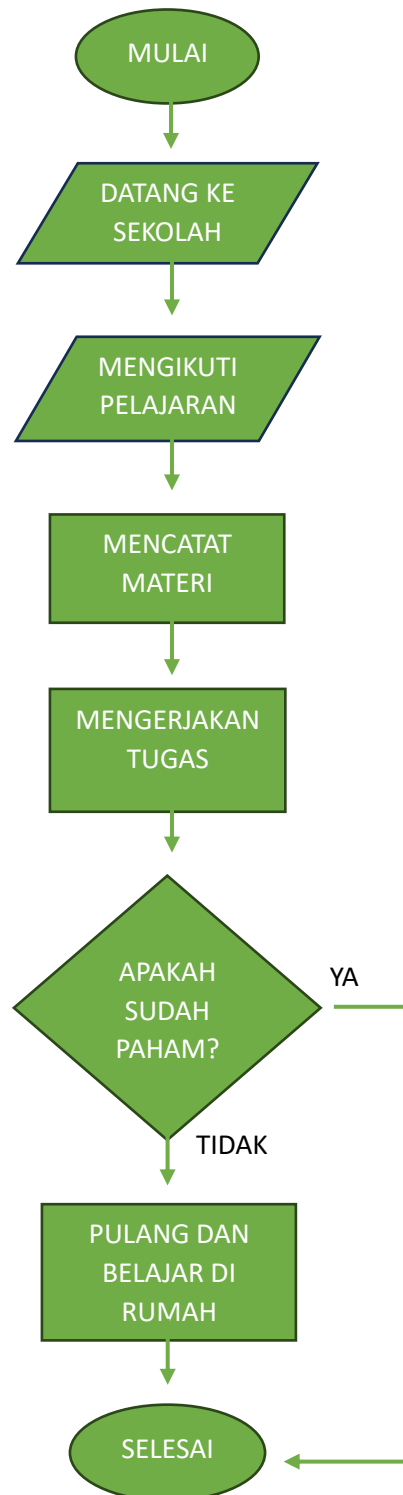 MULAI
DATANG KE
SEKOLAH
MENGIKUTI
PELAJARAN
MENCATAT
MATERI
MENGERJAKAN
TUGAS
APAKAH
SUDAH
PAHAM?
YA
TIDAK
PULANG DAN
BELAJAR DI
RUMAH
SELESAI